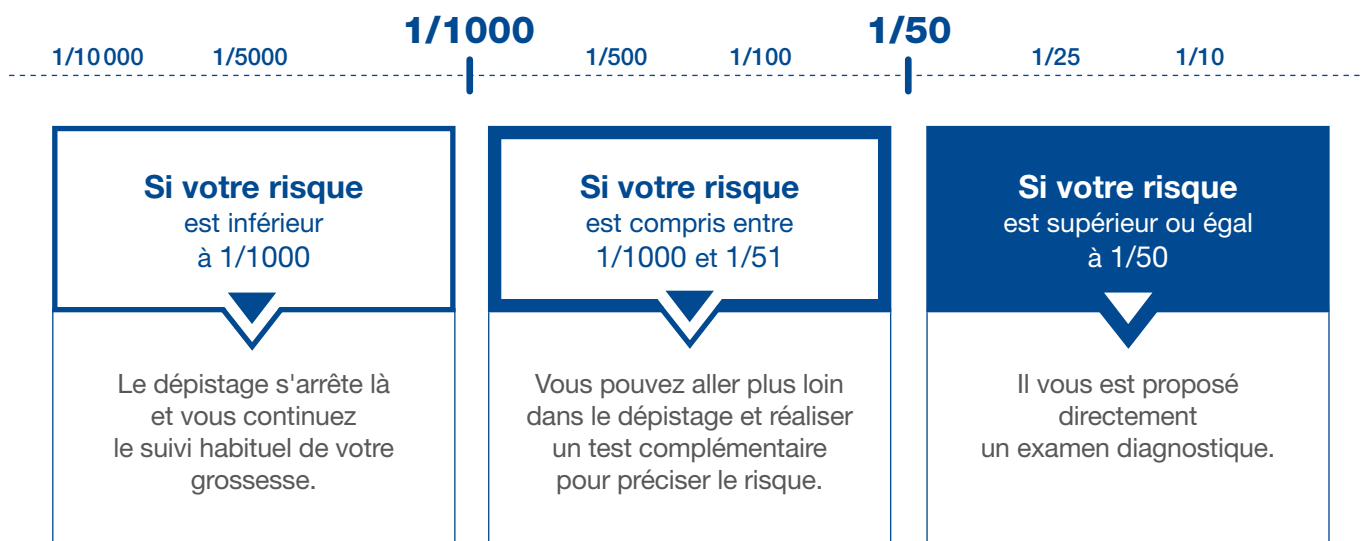 1/10 000 1/5000 1/1000 1/500 1/100 1/50 1/25 1/10
Si votre risque
est inférieur
à 1/1000
Le dépistage s'arrête là
et vous continuez
le suivi habituel de votre
grossesse.
Si votre risque
est compris entre
1/1000 et 1/51
Vous pouvez aller plus loin
dans le dépistage et réaliser
un test complémentaire
pour préciser le risque.
Si votre risque
est supérieur ou égal
à 1/50
Il vous est proposé
directement
un examen diagnostique.